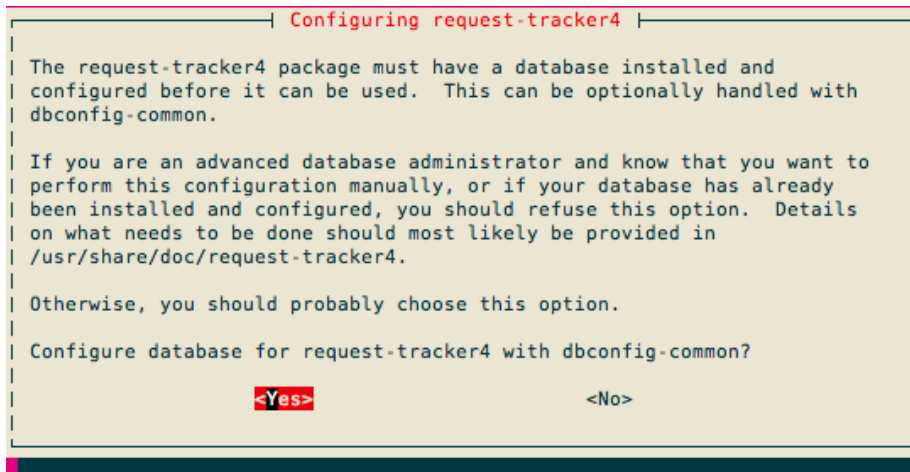 Configuring request-tracker4
The request-tracker4 package must have a database installed and
configured before it can be used.  This can be optionally handled with
dbconfig-common.
If you are an advanced database administrator and know that you want to
perform this configuration manually, or if your database has already
been installed and configured, you should refuse this option.  Details
on what needs to be done should most likely be provided in
/usr/share/doc/request-tracker4.
Otherwise, you should probably choose this option.
Configure database for request-tracker4 with dbconfig-common?
<Yes> <No>